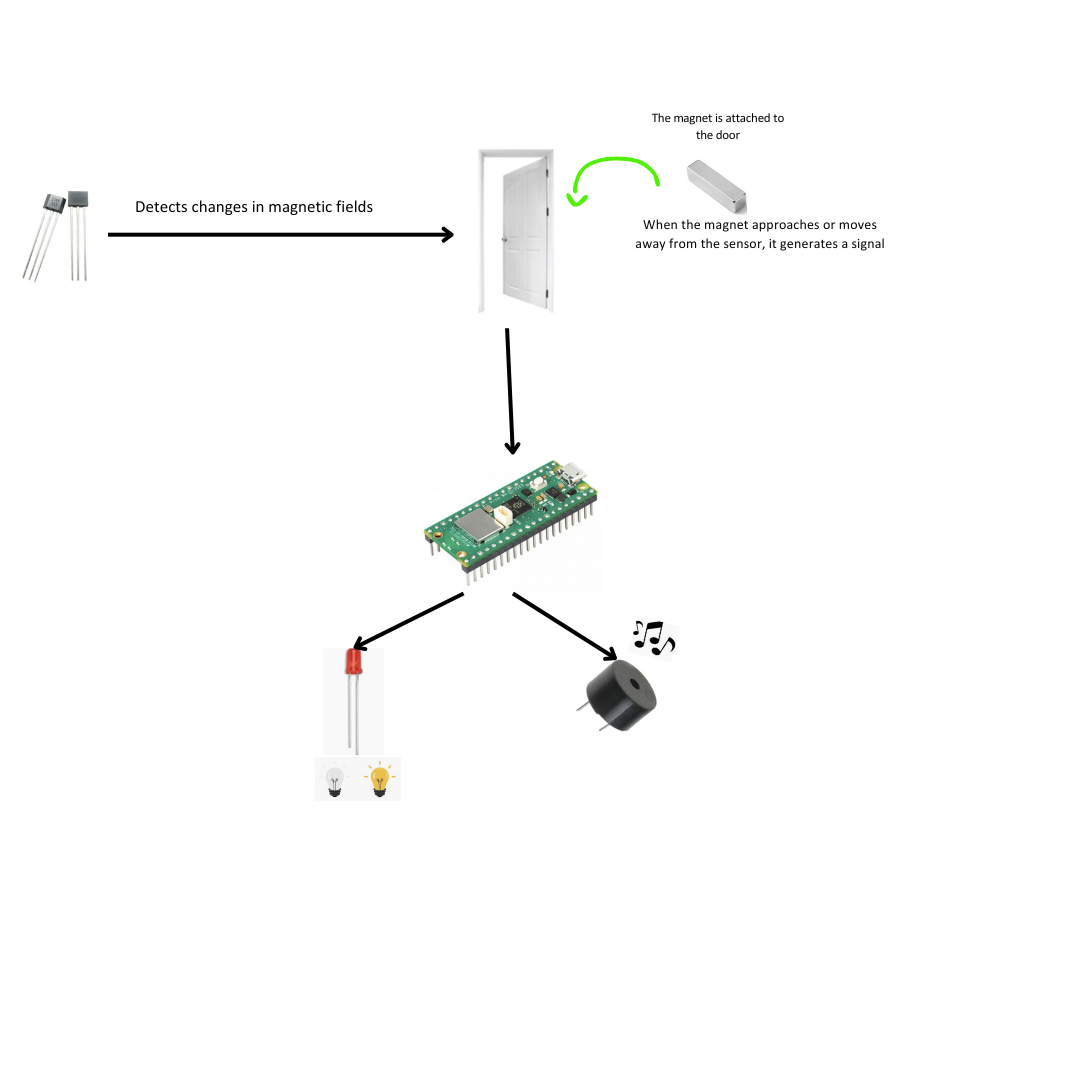 The magnet is attached to
the door
Detects changes in magnetic fields
When the magnet approaches or moves
away from the sensor, it generates a signal